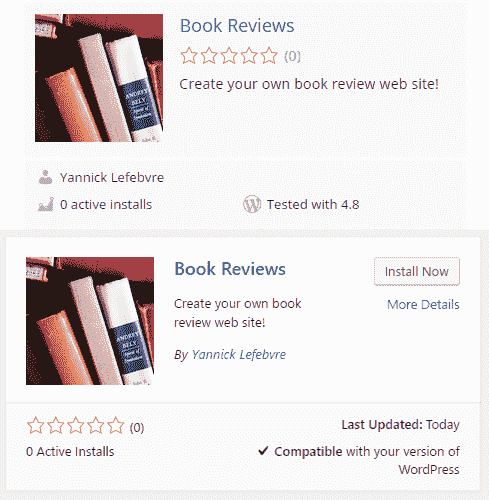 Book Reviews
(0)
Create your own book review web site!
Yannick Lefebvre
0 active installs
Tested with 4.8
Book Reviews
Install Now
Create your own book
review web site!
More Details
By Yannick Lefebvre
ANDREY
BELY
(0)
Last Updated: Today
0 Active Installs
Compatible with your version of
WordPress